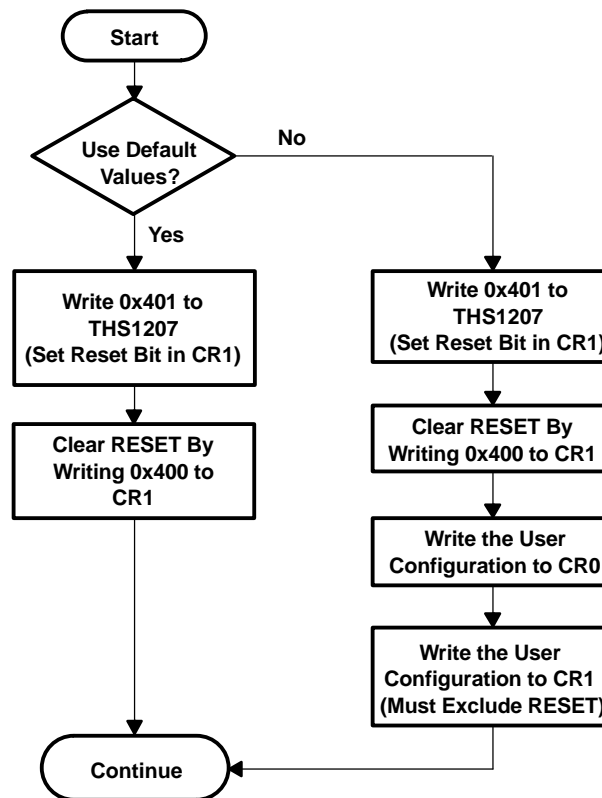 Start
Use Default
Values?
No
Yes
Write 0x401 to
THS1207
(Set Reset Bit in CR1)
Clear RESET By
Writing 0x400 to
CR1
Write 0x401 to
THS1207
(Set Reset Bit in CR1)
Clear RESET By
Writing 0x400 to CR1
Write the User
Configuration to CR0
Write the User
Configuration to CR1
(Must Exclude RESET)
Continue